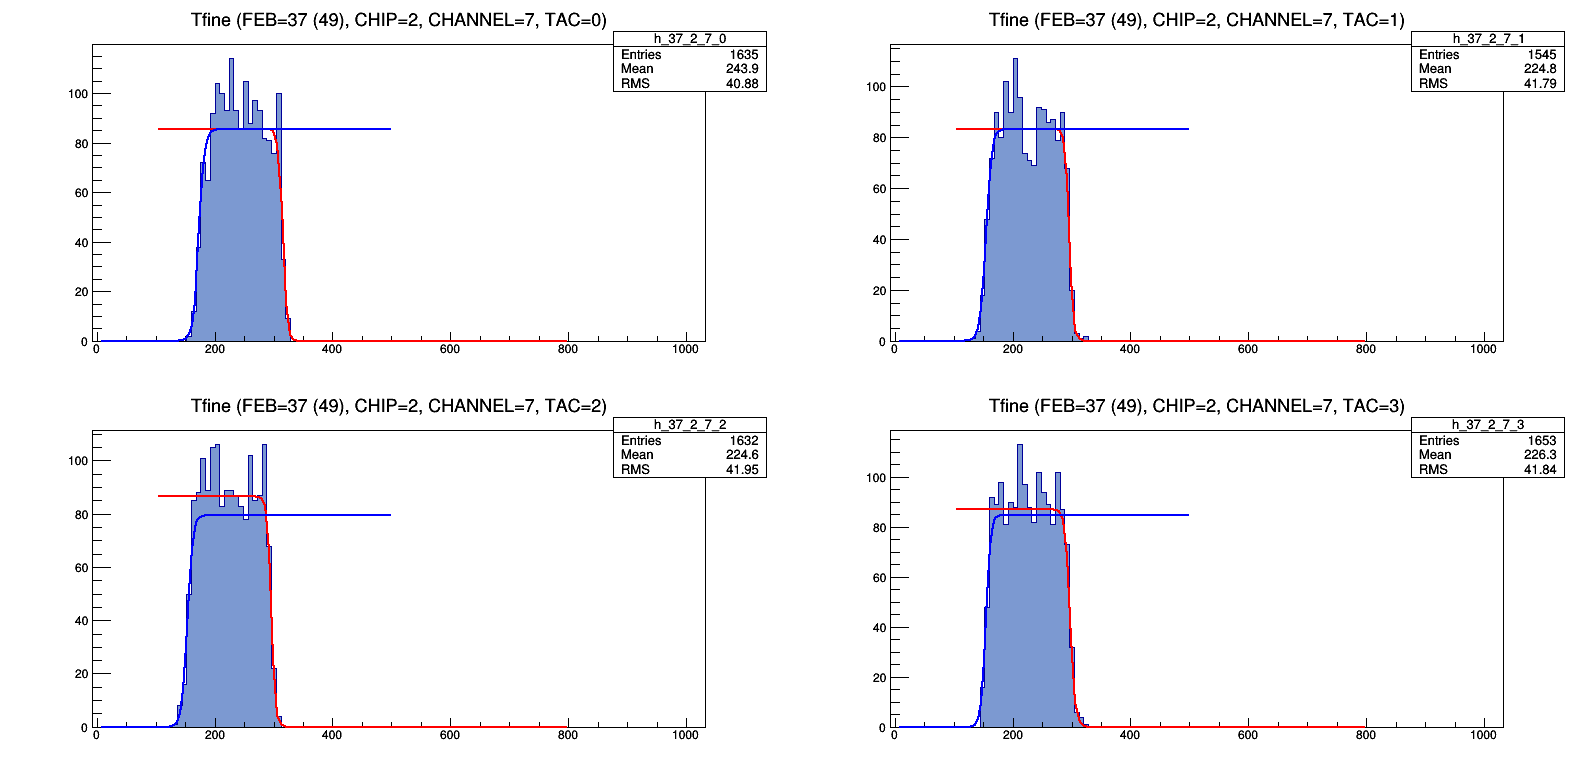 Tfine (FEB=37 (49), CHIP=2, CHANNEL=7, TAC=0)
h_37_2_7_0
Entries 1635
Mean 243.9
RMS 40.88
100
80
60
40
20
0
0 200 400 600 800 1000
Tfine (FEB=37 (49), CHIP=2, CHANNEL=7, TAC=1)
h_37_2_7_1
Entries 1545
Mean 224.8
RMS 41.79
100
80
60
40
20
0
0 200 400 600 800 1000
Tfine (FEB=37 (49), CHIP=2, CHANNEL=7, TAC=2)
h_37_2_7_2
Entries 1632
Mean 224.6
RMS 41.95
100
80
60
40
20
0
0 200 400 600 800 1000
Tfine (FEB=37 (49), CHIP=2, CHANNEL=7, TAC=3)
h_37_2_7_3
Entries 1653
Mean 226.3
RMS 41.84
100
80
60
40
20
0
0 200 400 600 800 1000